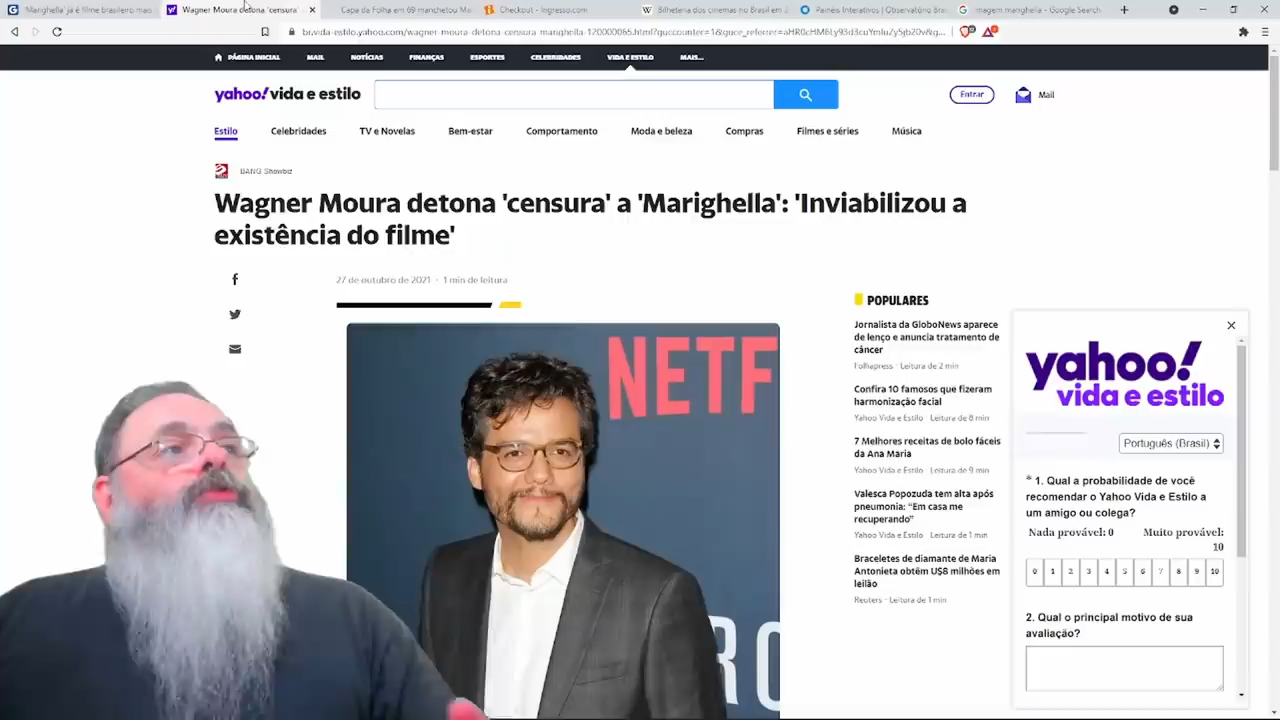 'Marighella' já é filme brasileiro mais
Wagner Moura detona 'censura'
Capa da Folha em 69 manchetou Ma
Checkout - Ingresso.com
Bilheteria dos cinemas no Brasil em
Painéis Interativos | Observatório Bra
imagem marighella - Google Search
PÁGINA INICIAL
MAIL
NOTÍCIAS
FINANÇAS
ESPORTES
CELEBRIDADES
VIDA E ESTILO
MAIS...
yahoo! vida e estilo
Entrar
Mail
Estilo
Celebridades
TV e Novelas
Bem-estar
Comportamento
Moda e beleza
Compras
Filmes e séries
Música
BANG Showbiz
Wagner Moura detona 'censura' a 'Marighella': 'Inviabilizou a
existência do filme'
27 de outubro de 2021 · 1 min de leitura
NETF
POPULARES
Jornalista da GloboNews aparece
de lenço e anuncia tratamento de
câncer
Folhapress · Leitura de 2 min
Confira 10 famosos que fizeram
harmonização facial
Yahoo Vida e Estilo · Leitura de 8 min
7 Melhores receitas de bolo fáceis
da Ana Maria
Yahoo Vida e Estilo · Leitura de 9 min
Valesca Popozuda tem alta após
pneumonia: “Em casa me
recuperando”
Yahoo Vida e Estilo · Leitura de 1 min
Braceletes de diamante de Maria
Antonieta obtêm U$8 milhões em
leilão
Reuters · Leitura de 1 min
yahoo!
vida e estilo
Português (Brasil)
* 1. Qual a probabilidade de você
recomendar o Yahoo Vida e Estilo a
um amigo ou colega?
Nada provável: 0
Muito provável:
10
0 1 2 3 4 5 6 7 8 9 10
2. Qual o principal motivo de sua
avaliação?